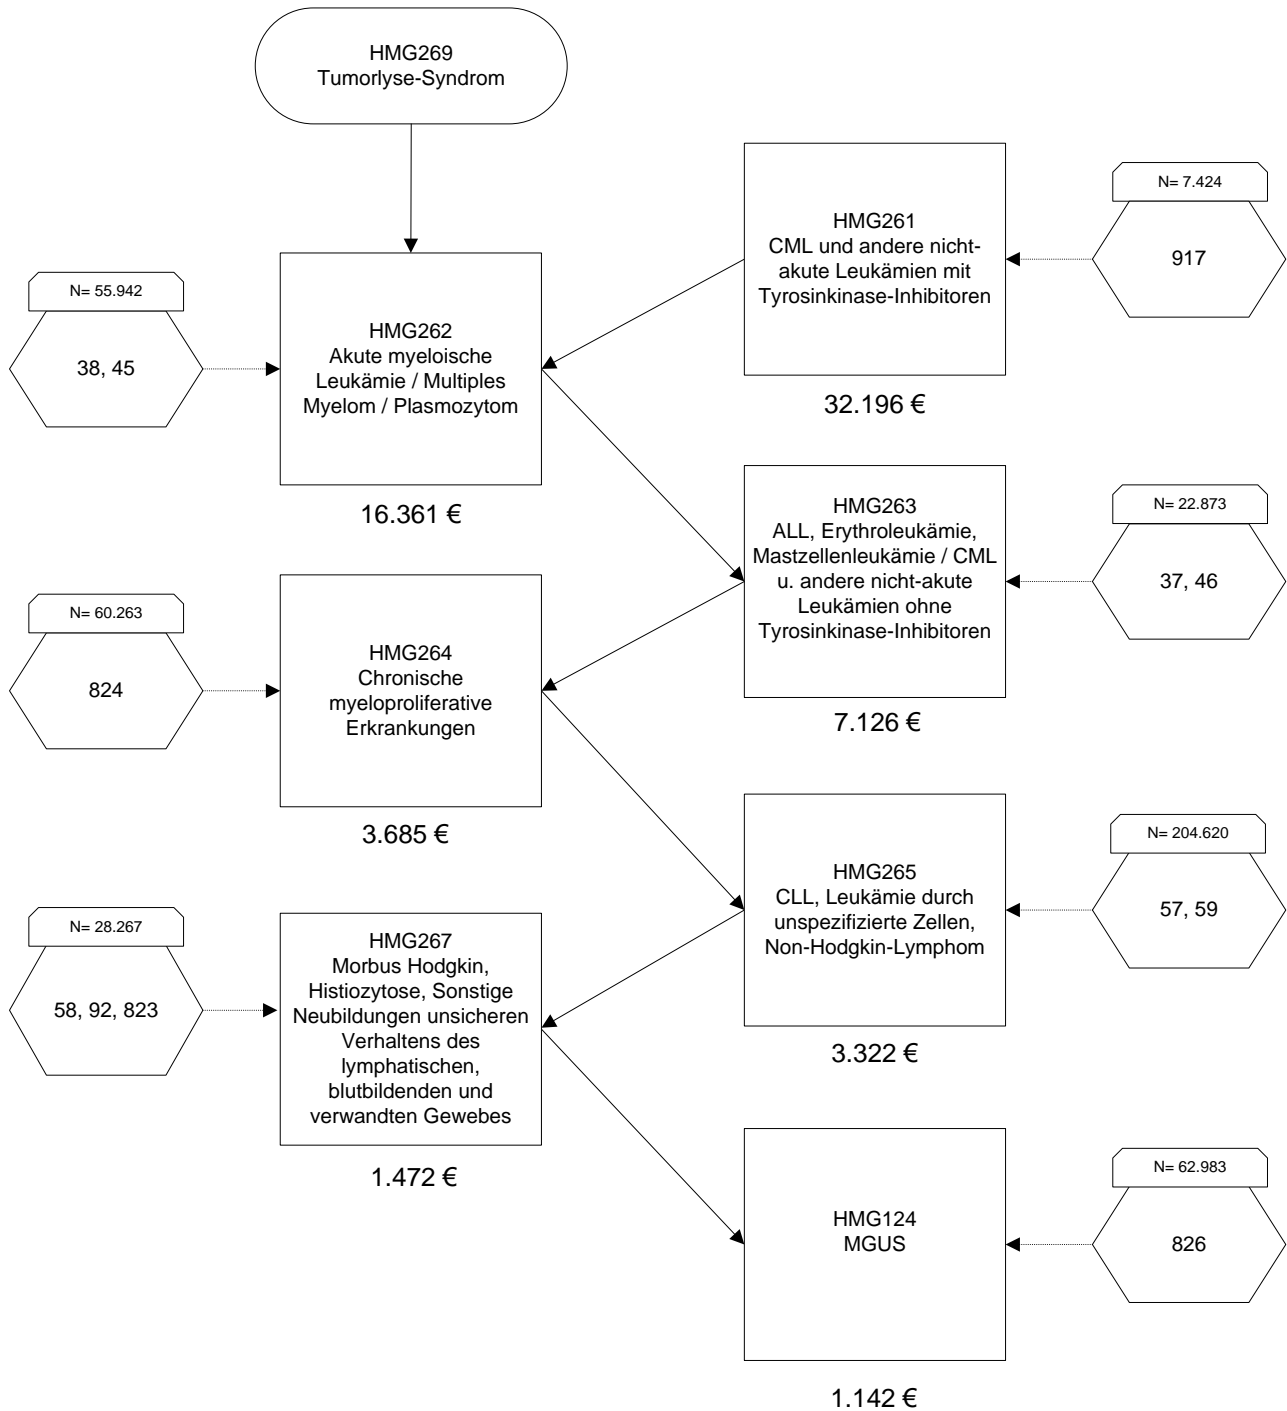 HMG269
Tumorlyse-Syndrom
N= 7.424
917
HMG261
CML und andere nicht-
akute Leukämien mit
Tyrosinkinase-Inhibitoren
32.196 €
N= 55.942
38, 45
HMG262
Akute myeloische
Leukämie / Multiples
Myelom / Plasmozytom
16.361 €
N= 22.873
37, 46
HMG263
ALL, Erythroleukämie,
Mastzellenleukämie / CML
u. andere nicht-akute
Leukämien ohne
Tyrosinkinase-Inhibitoren
7.126 €
N= 60.263
824
HMG264
Chronische
myeloproliferative
Erkrankungen
3.685 €
N= 204.620
57, 59
HMG265
CLL, Leukämie durch
unspezifizierte Zellen,
Non-Hodgkin-Lymphom
3.322 €
N= 28.267
58, 92, 823
HMG267
Morbus Hodgkin,
Histiozytose, Sonstige
Neubildungen unsicheren
Verhaltens des
lymphatischen,
blutbildenden und
verwandten Gewebes
1.472 €
N= 62.983
826
HMG124
MGUS
1.142 €